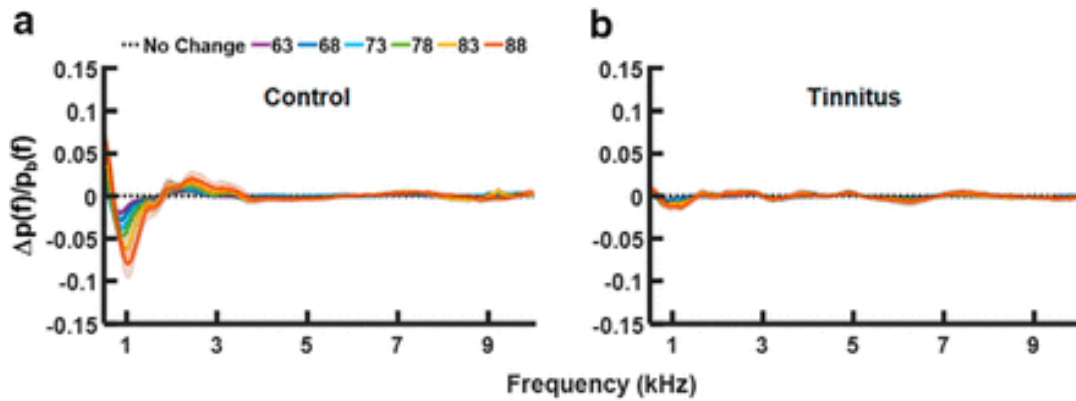 a
b
No Change 63 68 73 78 83 88
Control
Tinnitus
Δp(f)/pb(f)
0.15
0.1
0.05
0
-0.05
-0.1
-0.15
1 3 5 7 9
0.15
0.1
0.05
0
-0.05
-0.1
-0.15
1 3 5 7 9
Frequency (kHz)